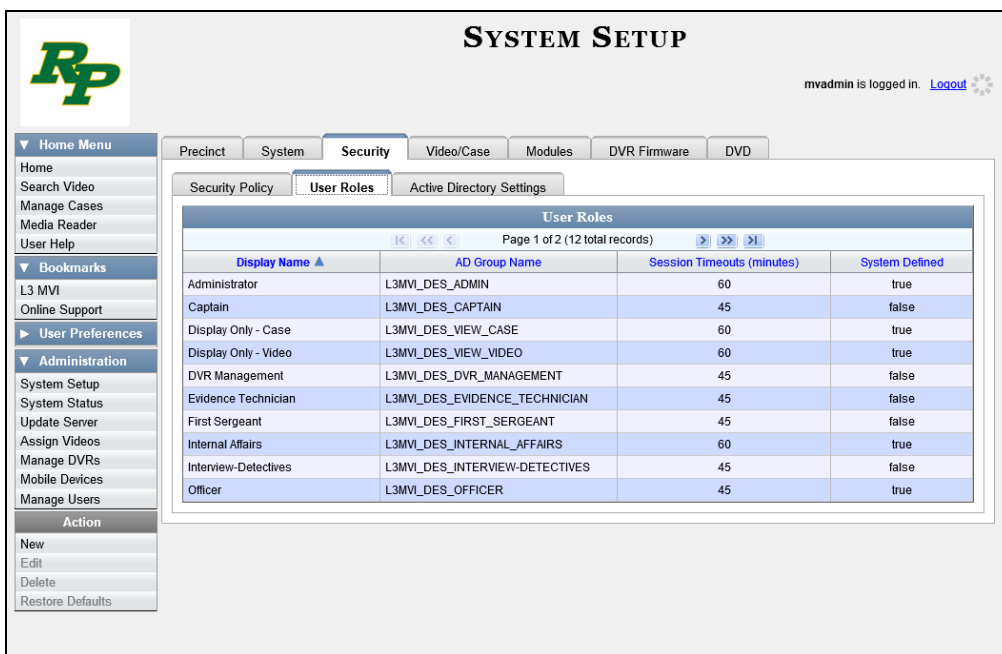 SYSTEM SETUP
RP
mvadmin is logged in. Logout
Home Menu
Home
Search Video
Manage Cases
Media Reader
User Help
Bookmarks
L3 MVI
Online Support
User Preferences
Administration
System Setup
System Status
Update Server
Assign Videos
Manage DVRs
Mobile Devices
Manage Users
Action
New
Edit
Delete
Restore Defaults
Precinct System Security Video/Case Modules DVR Firmware DVD
Security Policy User Roles Active Directory Settings
User Roles
Page 1 of 2 (12 total records)
Display Name AD Group Name Session Timeouts (minutes) System Defined
Administrator L3MVI_DES_ADMIN 60 true
Captain L3MVI_DES_CAPTAIN 45 false
Display Only - Case L3MVI_DES_VIEW_CASE 60 true
Display Only - Video L3MVI_DES_VIEW_VIDEO 60 true
DVR Management L3MVI_DES_DVR_MANAGEMENT 45 false
Evidence Technician L3MVI_DES_EVIDENCE_TECHNICIAN 45 false
First Sergeant L3MVI_DES_FIRST_SERGEANT 45 false
Internal Affairs L3MVI_DES_INTERNAL_AFFAIRS 60 true
Interview-Detectives L3MVI_DES_INTERVIEW-DETECTIVES 45 false
Officer L3MVI_DES_OFFICER 45 true